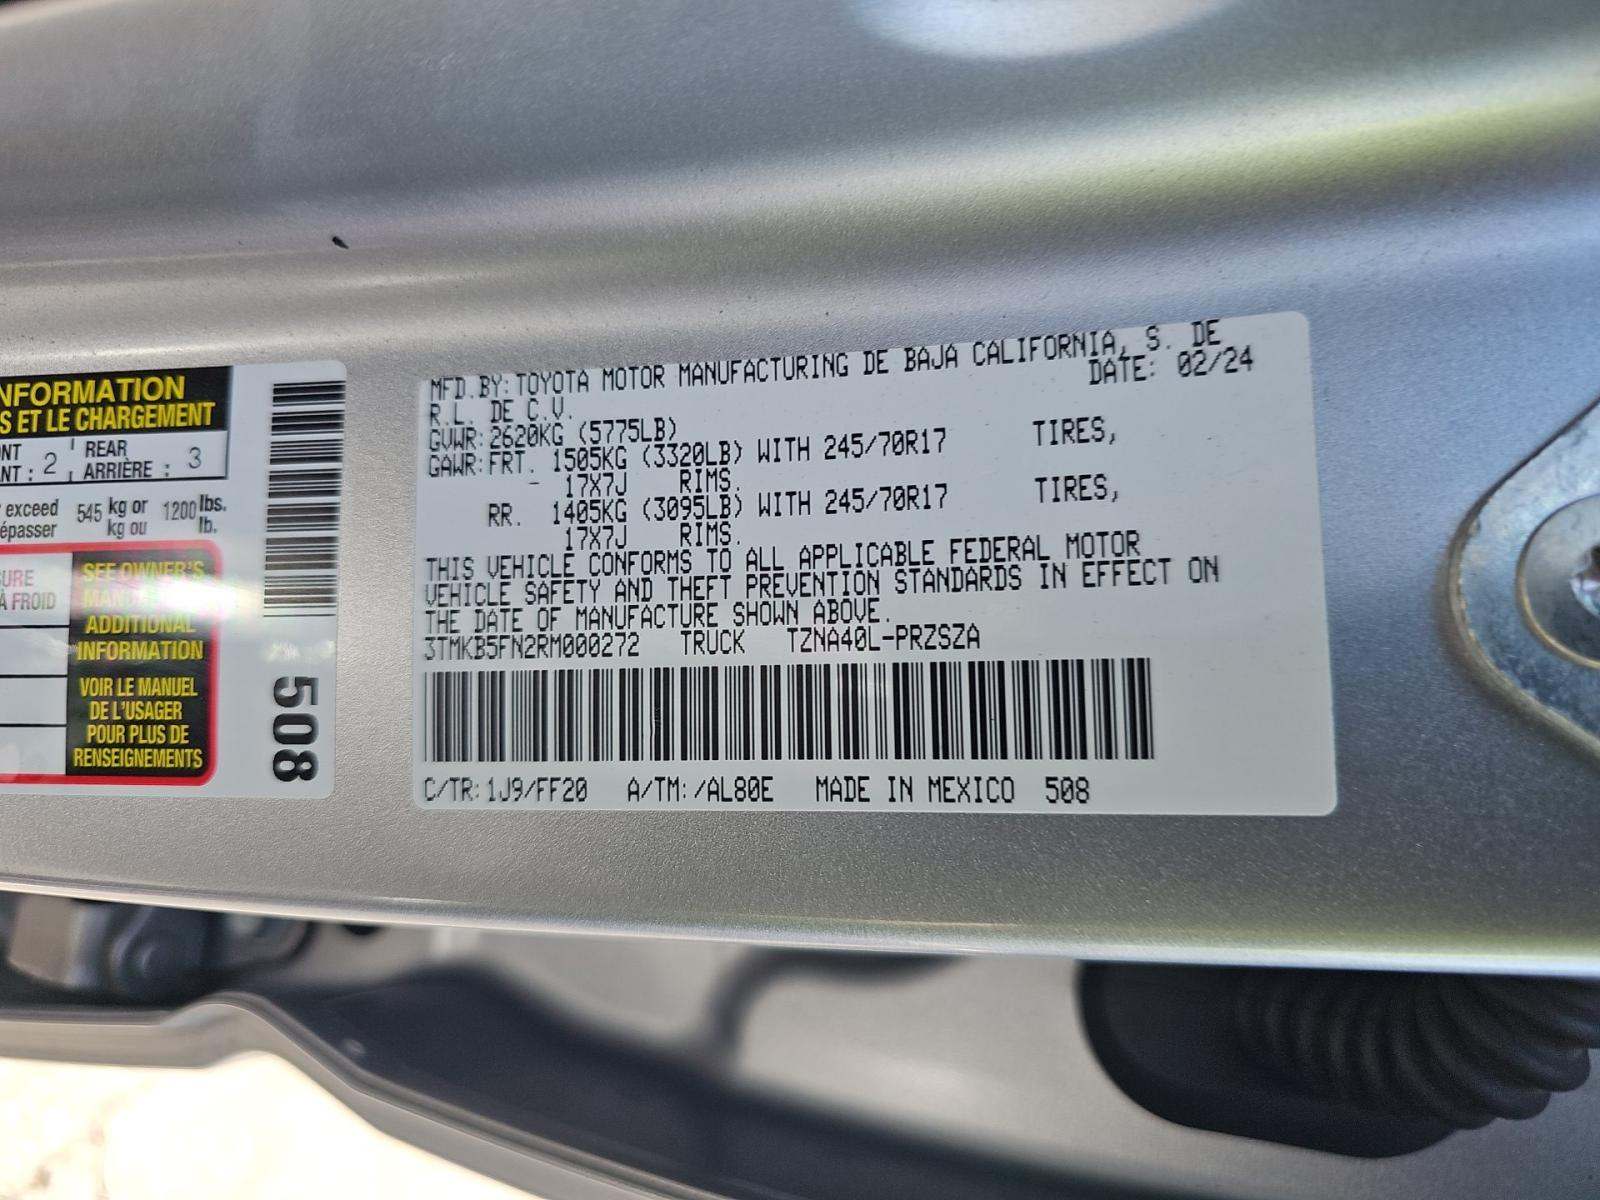 NFORMATION
S ET LE CHARGEMENT
NT 2 REAR 3
ANT : ARRIÈRE :
exceed 545 kg or 1200 lbs.
épasser kg ou lb.
URE
À FROID
SEE OWNER'S
MANUAL
ADDITIONAL
INFORMATION
VOIR LE MANUEL
DE L'USAGER
POUR PLUS DE
RENSEIGNEMENTS
508
MFD.BY:TOYOTA MOTOR MANUFACTURING DE BAJA CALIFORNIA, S. DE
R.L. DE C.V. DATE: 02/24
GVWR:2620KG (5775LB)
GAWR:FRT. 1505KG (3320LB) WITH 245/70R17 TIRES,
17X7J RIMS.
RR. 1405KG (3095LB) WITH 245/70R17 TIRES,
17X7J RIMS.
THIS VEHICLE CONFORMS TO ALL APPLICABLE FEDERAL MOTOR
VEHICLE SAFETY AND THEFT PREVENTION STANDARDS IN EFFECT ON
THE DATE OF MANUFACTURE SHOWN ABOVE.
3TMKB5FN2RM000272 TRUCK TZNA40L-PRZSZA
C/TR:1J9/FF20 A/TM:/AL80E MADE IN MEXICO 508